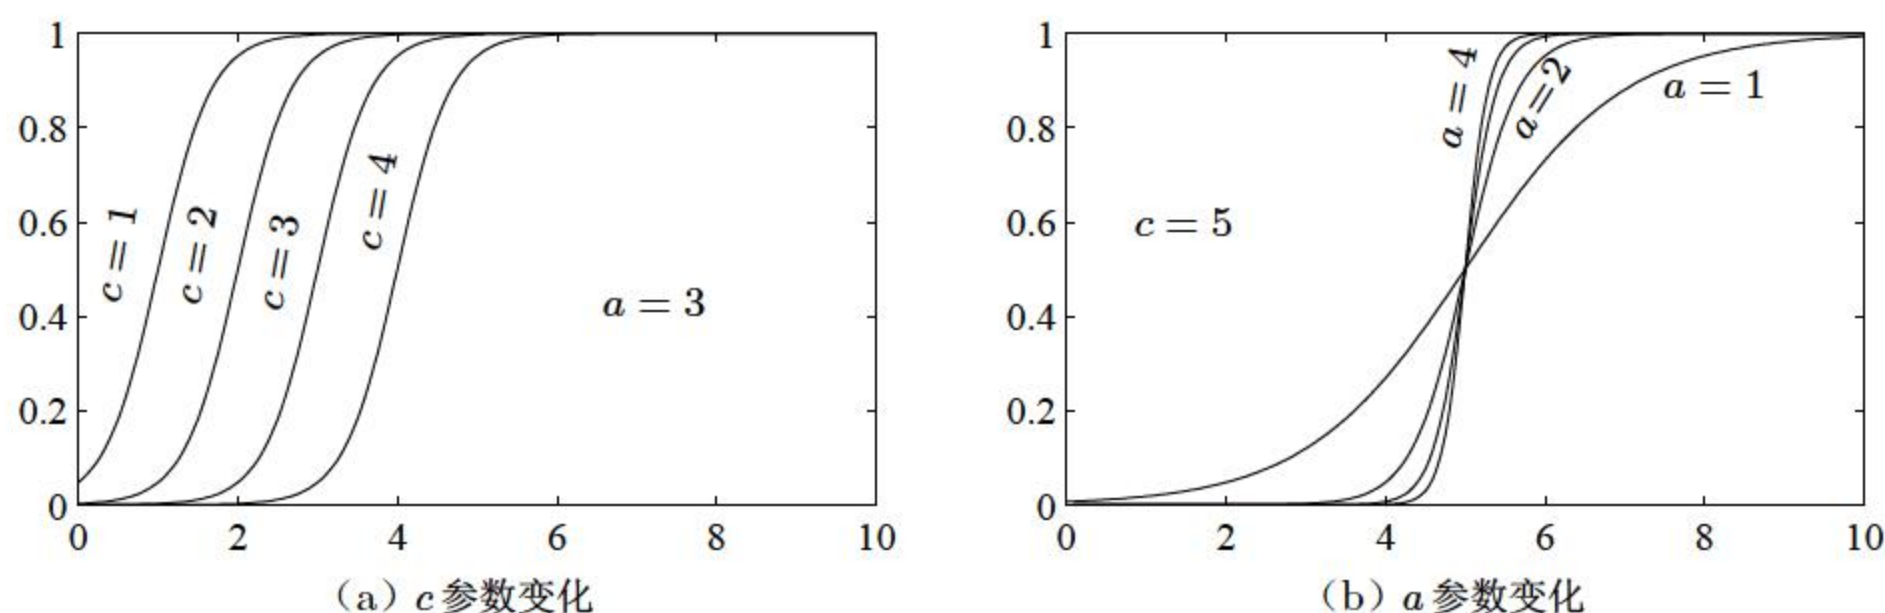 1
0.8
0.6
0.4
0.2
0
0 2 4 6 8 10
c = 1
c = 2
c = 3
c = 4
a = 3
（a）c 参数变化
1
0.8
0.6
0.4
0.2
0
0 2 4 6 8 10
a = 4
a = 2
a = 1
c = 5
（b）a 参数变化